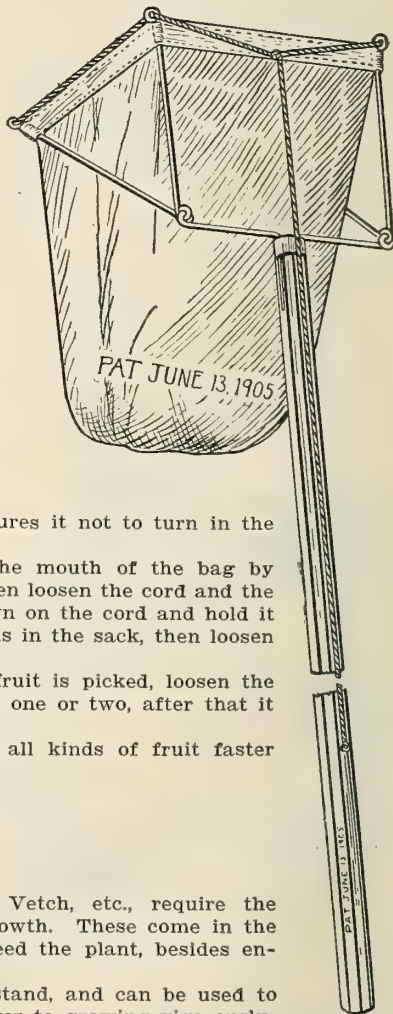 PAT JUNE 13, 1905
ures it not to turn in the
he mouth of the bag by
en loosen the cord and the
n on the cord and hold it
s in the sack, then loosen
fruit is picked, loosen the
one or two, after that it
all kinds of fruit faster
Vetch, etc., require the
owth. These come in the
eed the plant, besides en-
stand, and can be used to
PAT JUNE 13 1905